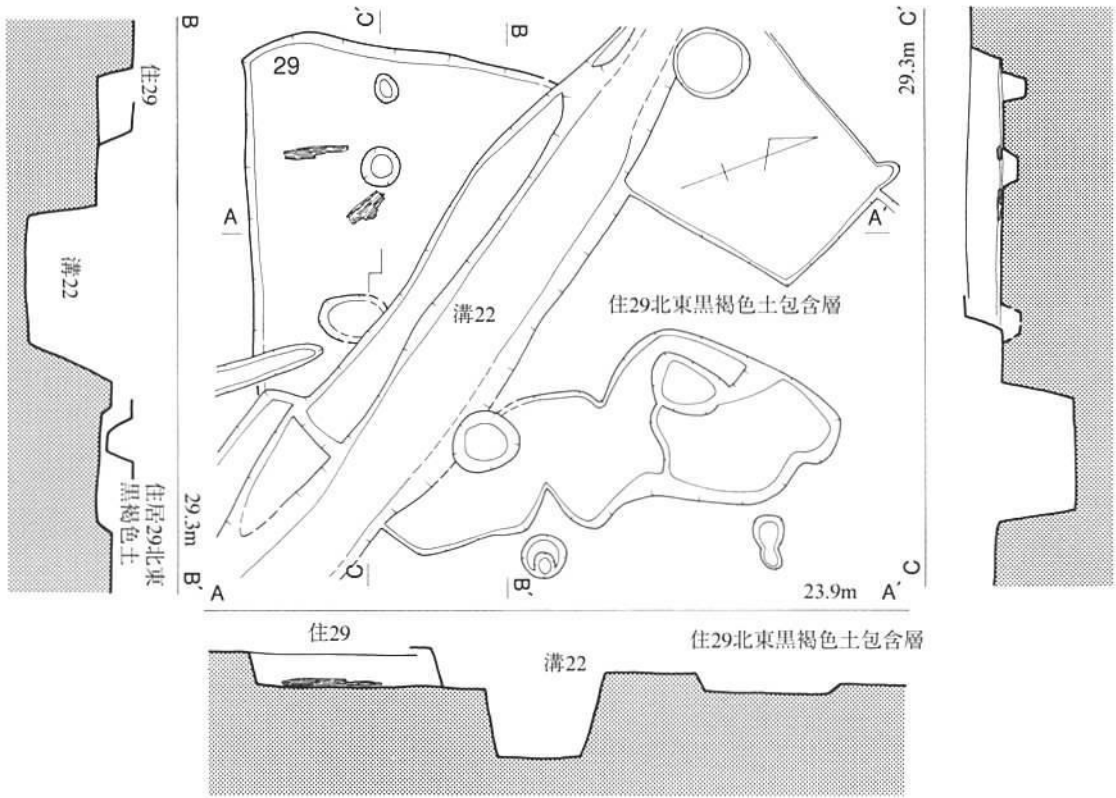 B
C′
B
C′
29
29.3m
住29
A
A′
溝22
溝22
住29北東黒褐色土包含層
住居29北東
黒褐色土
29.3m
B′
A
C
B′
23.9m
A′
C
住29
溝22
住29北東黒褐色土包含層